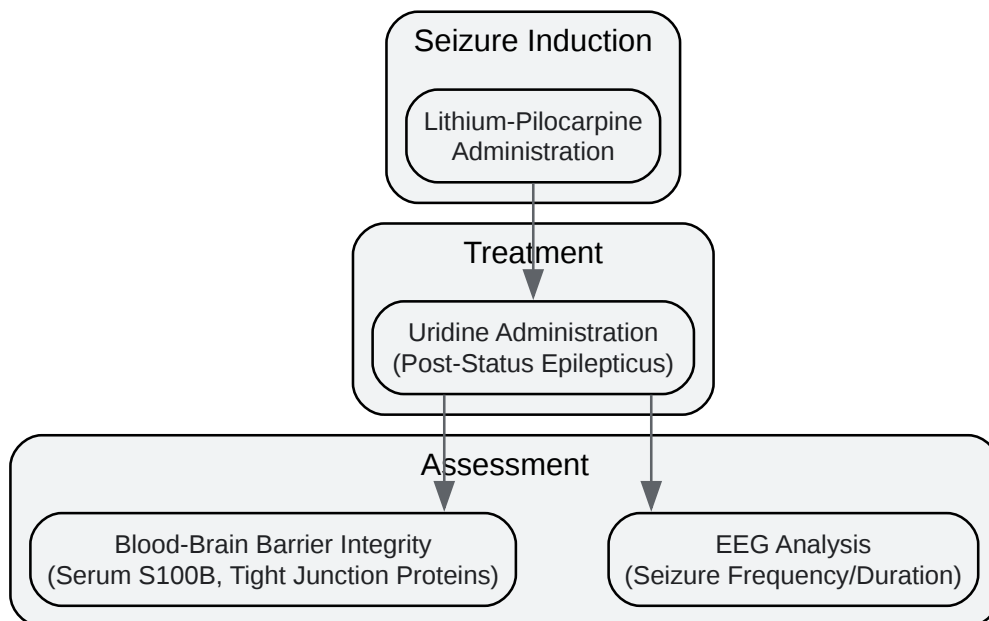 Seizure Induction
Lithium-Pilocarpine
Administration
Treatment
Uridine Administration
(Post-Status Epilepticus)
Assessment
Blood-Brain Barrier Integrity
(Serum S100B, Tight Junction Proteins)
EEG Analysis
(Seizure Frequency/Duration)